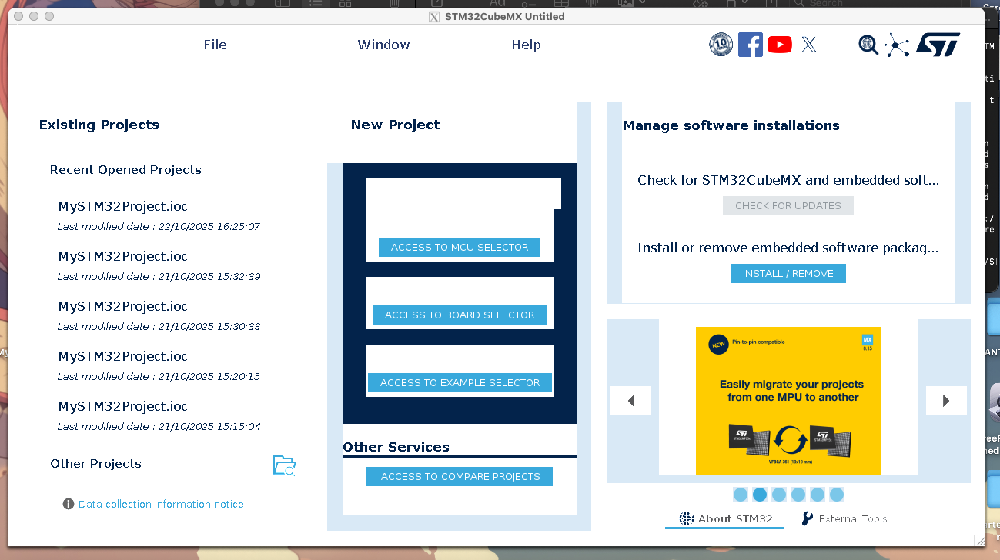 Search
STM32CubeMX Untitled
File
Window
Help
10
Existing Projects
Recent Opened Projects
MySTM32Project.ioc
Last modified date : 22/10/2025 16:25:07
MySTM32Project.ioc
Last modified date : 21/10/2025 15:32:39
MySTM32Project.ioc
Last modified date : 21/10/2025 15:30:33
MySTM32Project.ioc
Last modified date : 21/10/2025 15:20:15
MySTM32Project.ioc
Last modified date : 21/10/2025 15:15:04
Other Projects
Data collection information notice
New Project
ACCESS TO MCU SELECTOR
ACCESS TO BOARD SELECTOR
ACCESS TO EXAMPLE SELECTOR
Other Services
ACCESS TO COMPARE PROJECTS
Manage software installations
Check for STM32CubeMX and embedded soft...
CHECK FOR UPDATES
Install or remove embedded software packag...
INSTALL / REMOVE
NEW
Pin-to-pin compatible
MX
6.15
Easily migrate your projects
from one MPU to another
VFBGA 361 (10x10 mm)
About STM32
External Tools